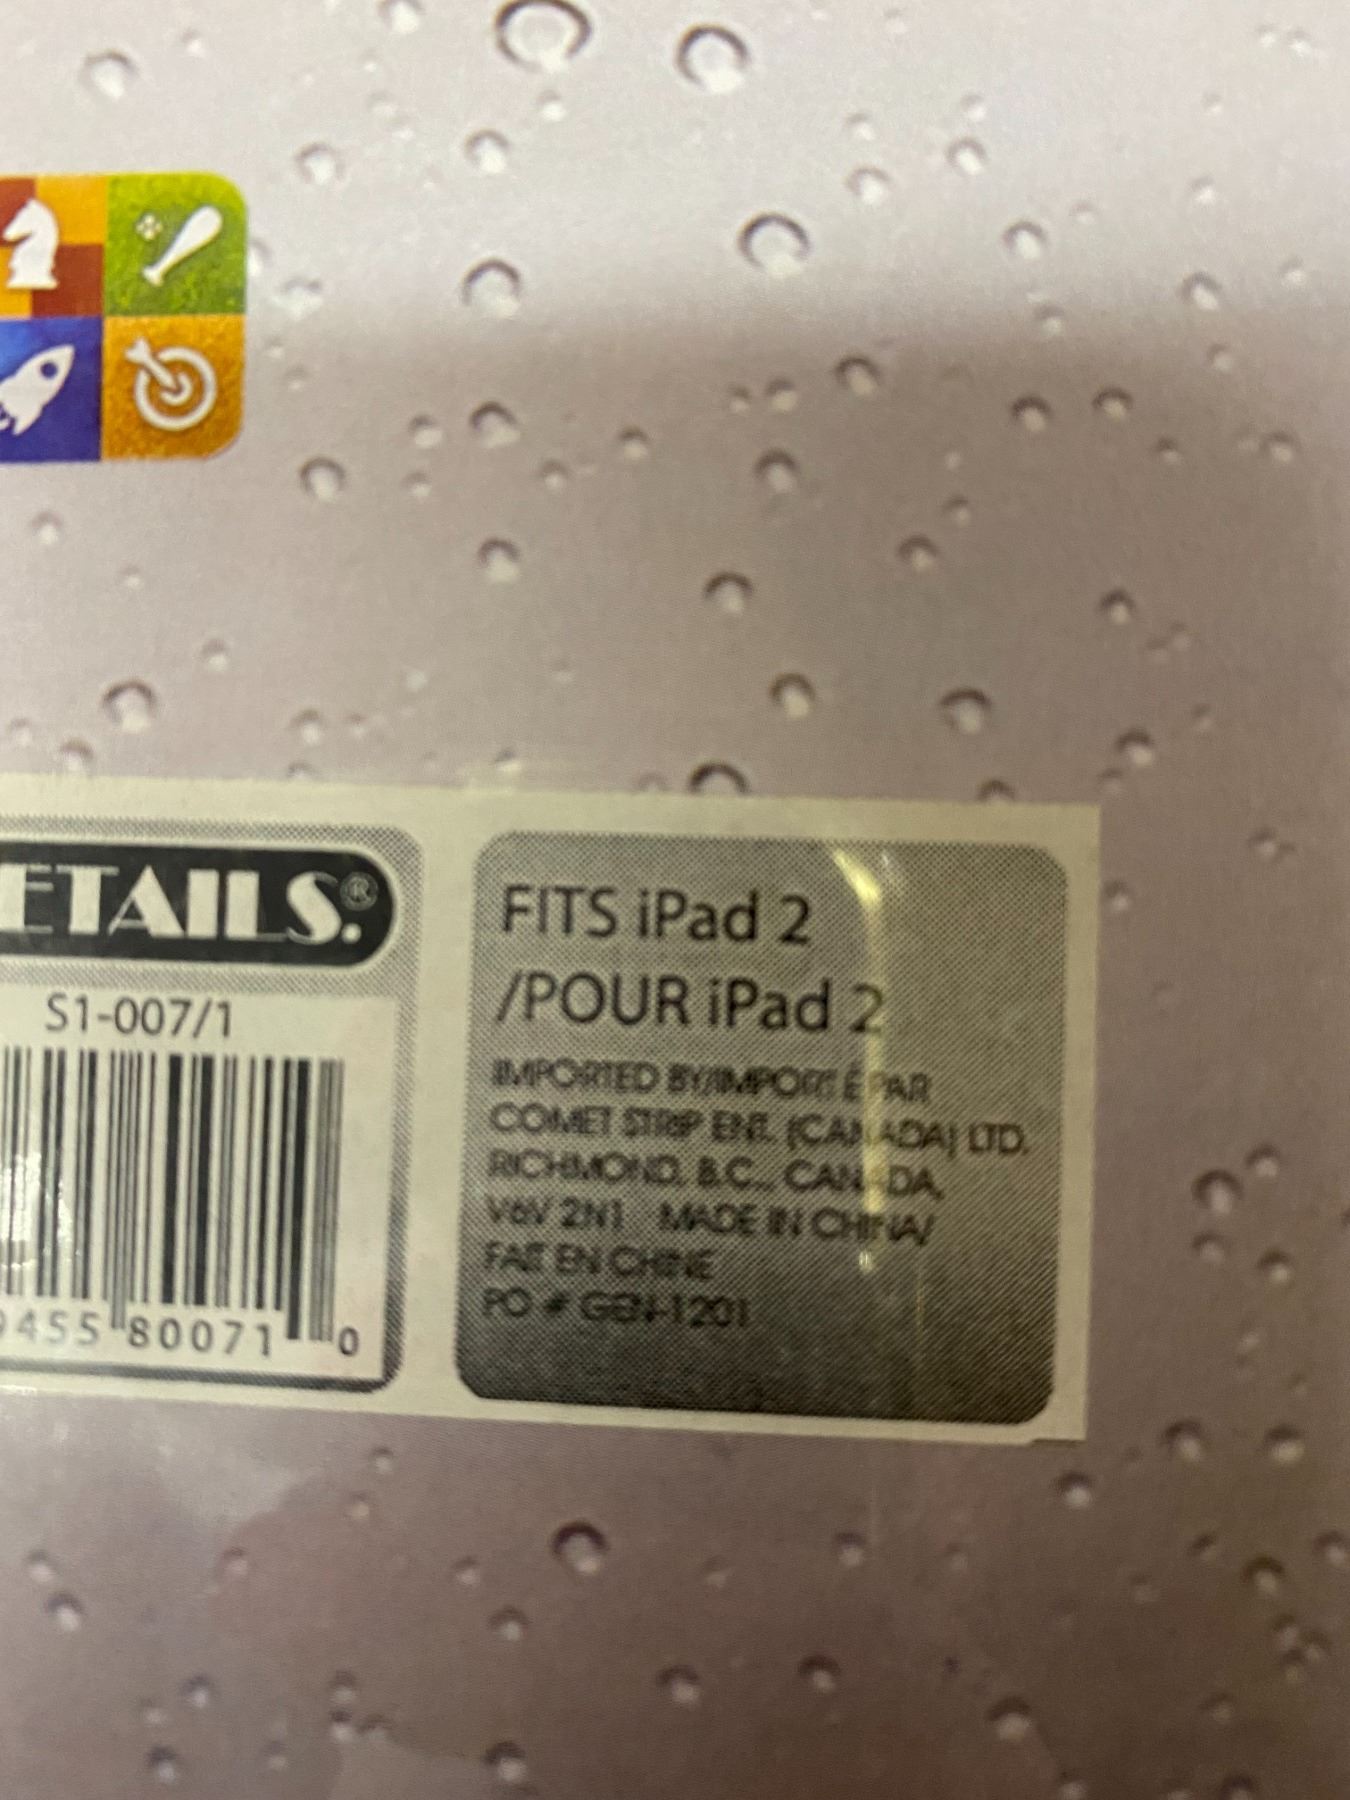 ETAILS.®
S1-007/1
9455 80071 0
FITS iPad 2
/POUR iPad 2
IMPORTED BY/IMPORTÉ PAR
COMET STRIP ENT. (CANADA) LTD.
RICHMOND, B.C., CANADA,
V6V 2N1 MADE IN CHINA/
FAIT EN CHINE
PO # GEN-1201